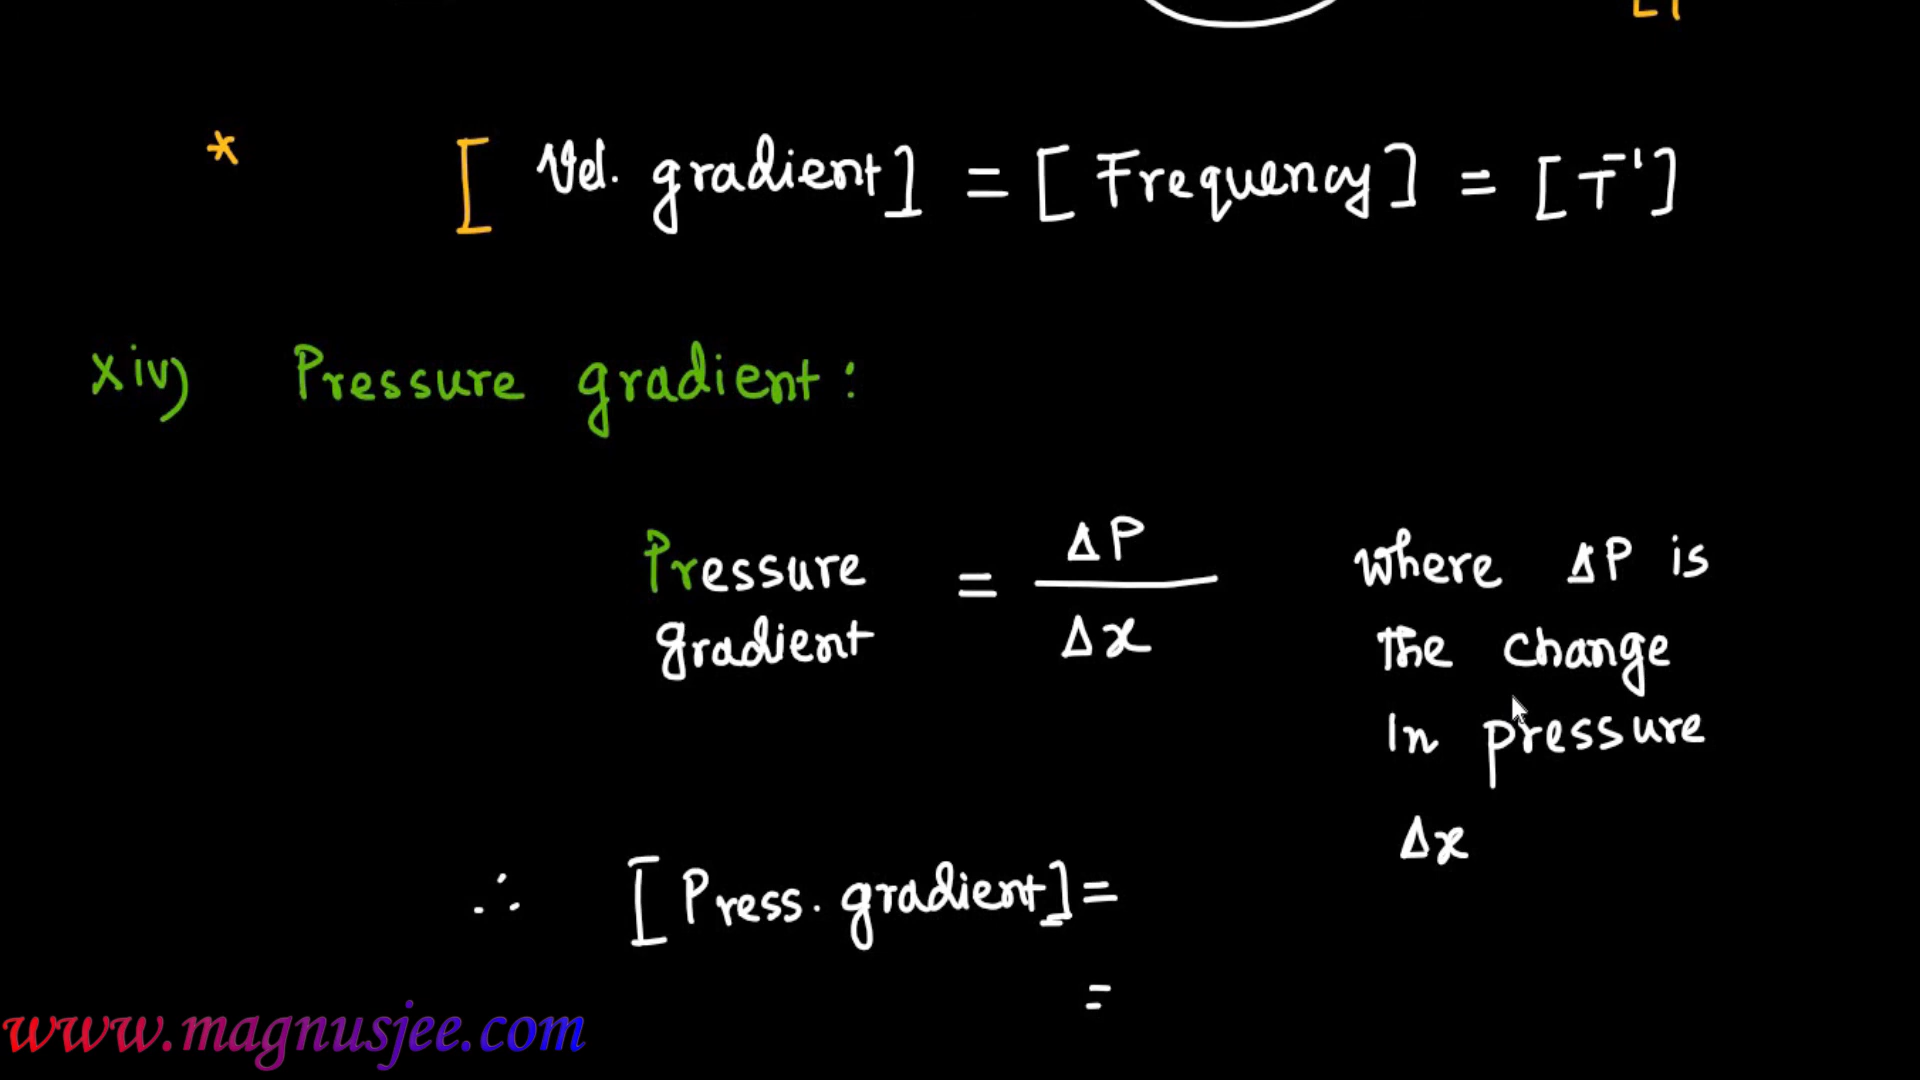 * [Vel. gradient] = [Frequency] = [T⁻¹]
xiv) Pressure gradient:
Pressure gradient = ΔP / Δx
where ΔP is
the change
in pressure
Δx
∴ [Press. gradient] =
=
www.magnusjee.com